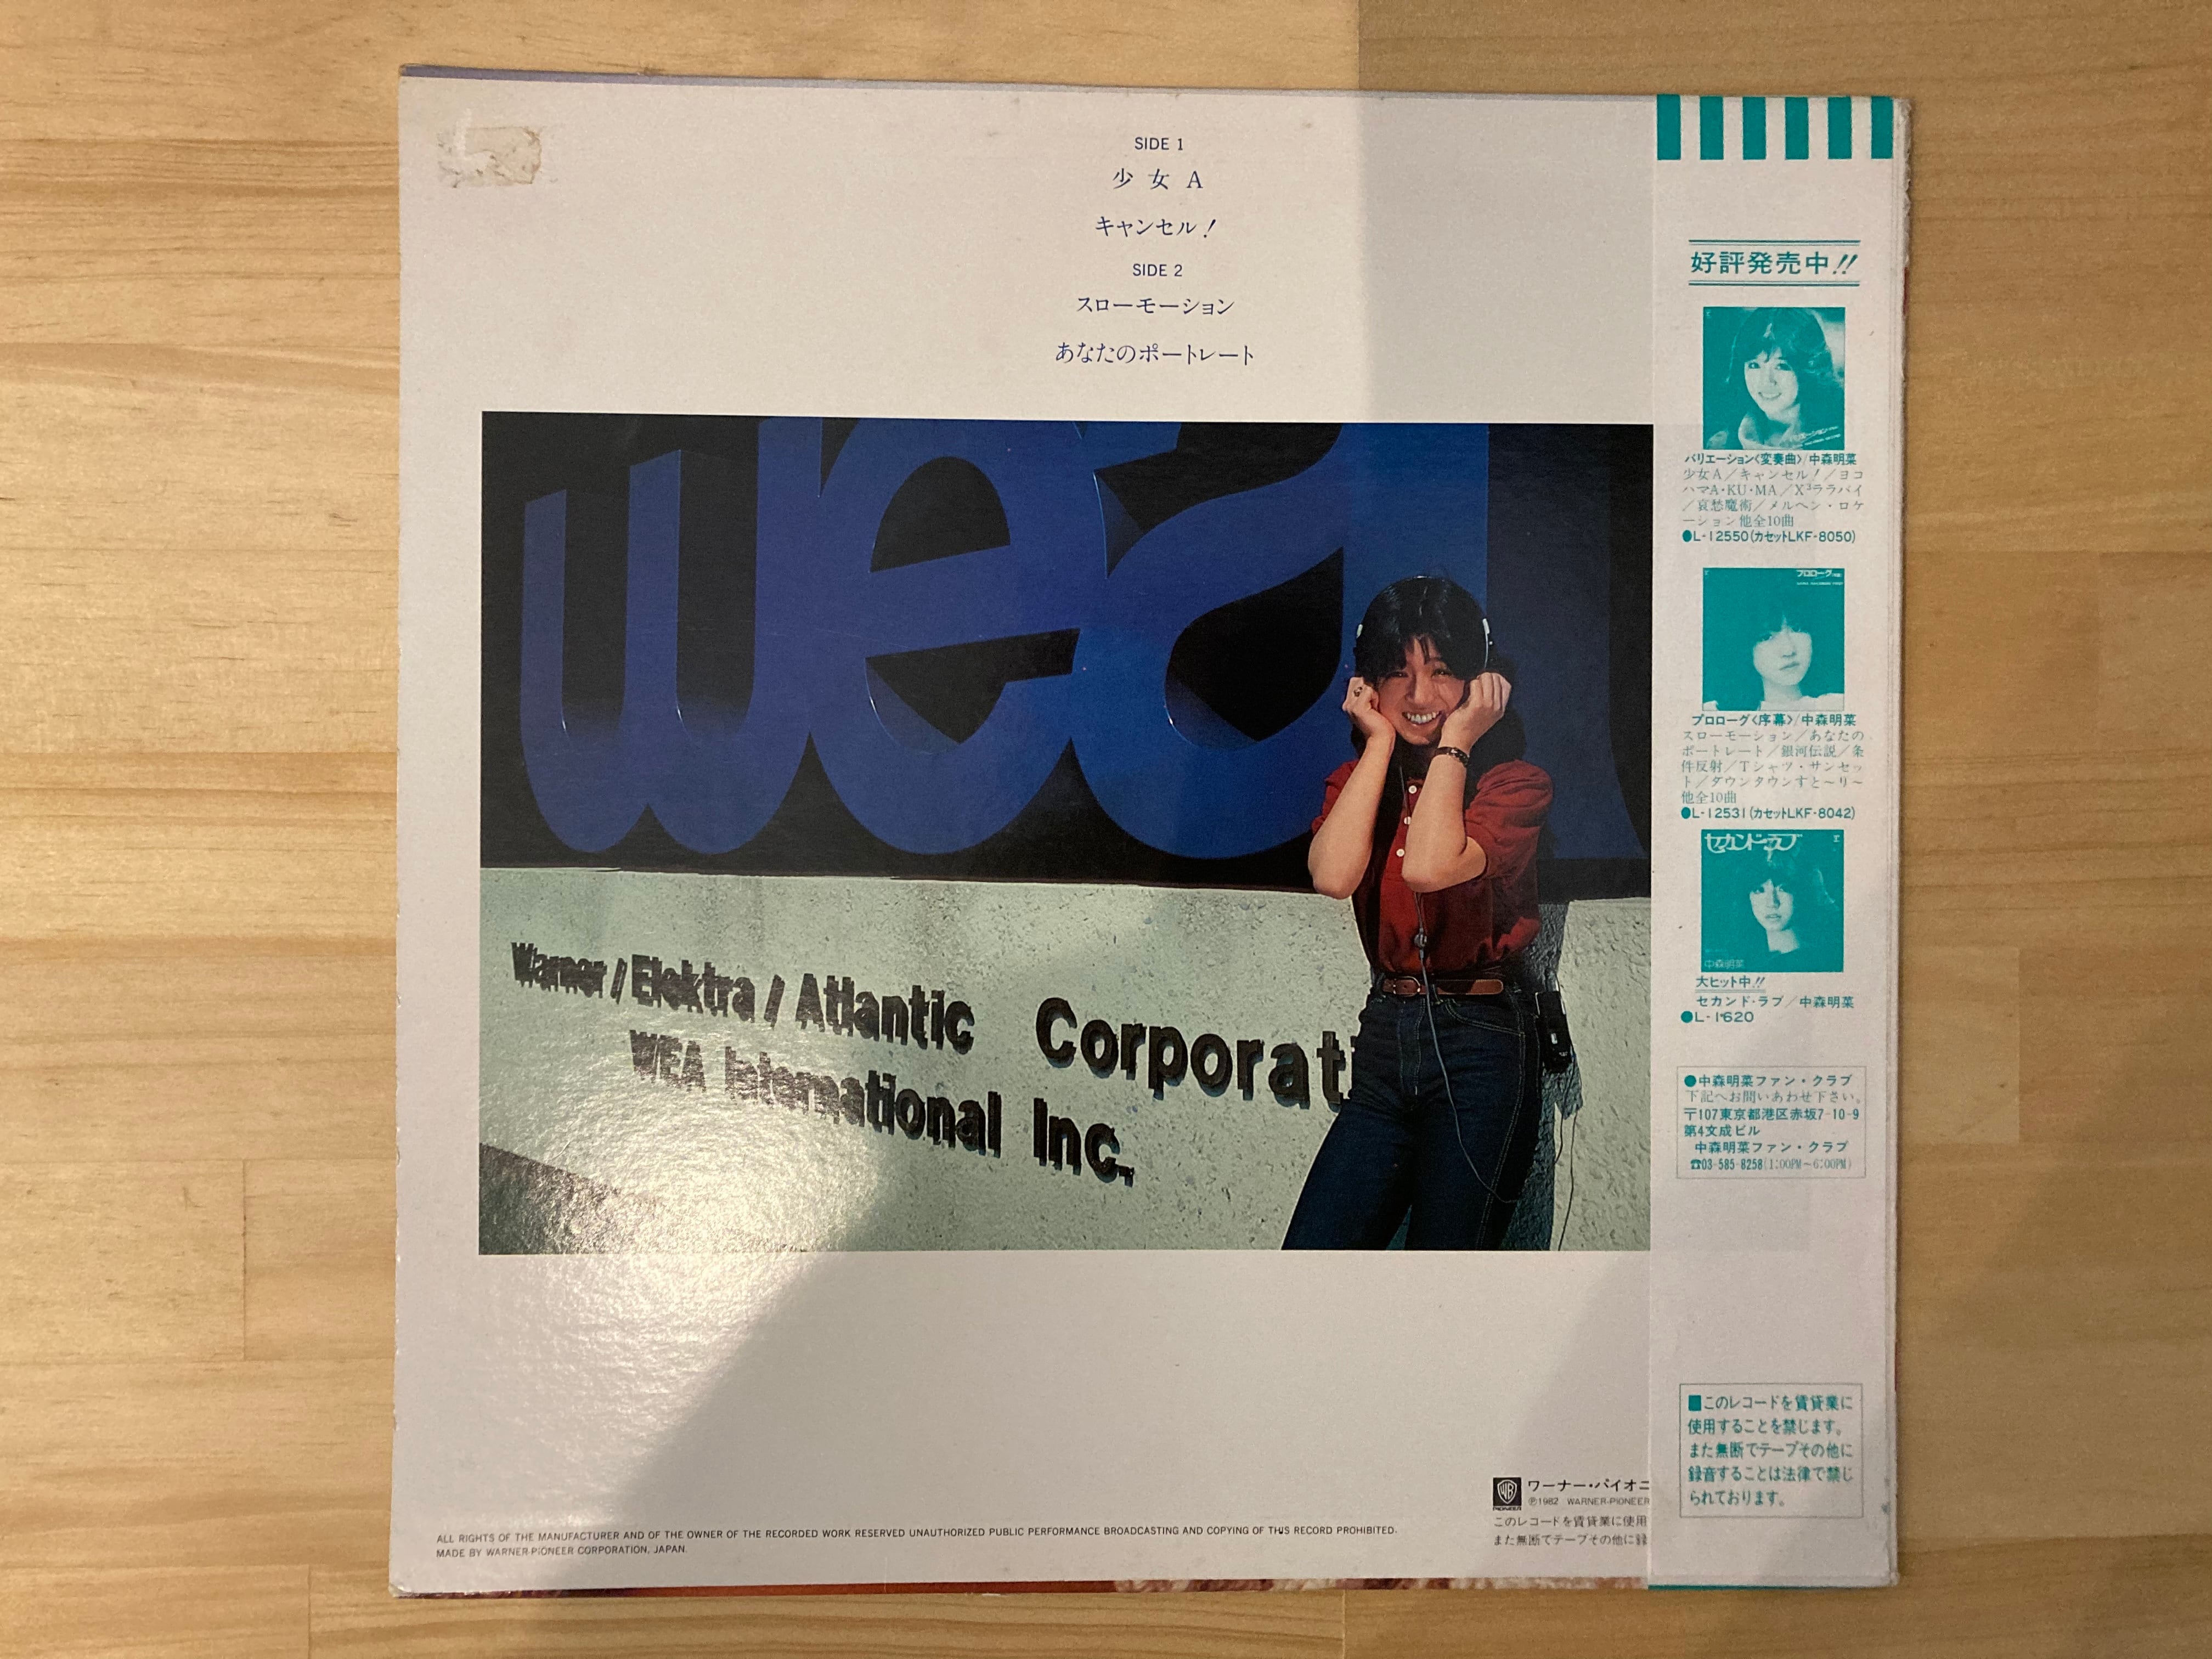 SIDE 1
少女A
キャンセル!
SIDE 2
スローモーション
あなたのポートレート
wea
Warner / Elektra / Atlantic Corporati
WEA International Inc.
ALL RIGHTS OF THE MANUFACTURER AND OF THE OWNER OF THE RECORDED WORK RESERVED UNAUTHORIZED PUBLIC PERFORMANCE BROADCASTING AND COPYING OF THIS RECORD PROHIBITED.
MADE BY WARNER-PIONEER CORPORATION, JAPAN.
WB
PIONEER
ワーナー・パイオニ
Ⓟ1982 WARNER-PIONEER
このレコードを賃貸業に使用
また無断でテープその他に録
好評発売中!!
バリエーション〈変奏曲〉/中森明菜
少女A/キャンセル!/ヨコ
ハマA・KU・MA/X³ララバイ
/哀愁魔術/メルヘン・ロケ
ーション他全10曲
●L-12550(カセットLKF-8050)
プロローグ
プロローグ〈序幕〉/中森明菜
スローモーション/あなたの
ポートレート/銀河伝説/条
件反射/Tシャツ・サンセッ
ト/ダウンタウンすと〜り〜
他全10曲
●L-12531(カセットLKF-8042)
セカンド・ラブ
中森明菜
大ヒット中!!
セカンド・ラブ/中森明菜
●L-1620
●中森明菜ファン・クラブ
下記へお問いあわせ下さい。
〒107東京都港区赤坂7-10-9
第4文成ビル
中森明菜ファン・クラブ
☎03-585-8258(1:00PM〜6:00PM)
■このレコードを賃貸業に
使用することを禁じます。
また無断でテープその他に
録音することは法律で禁じ
られております。